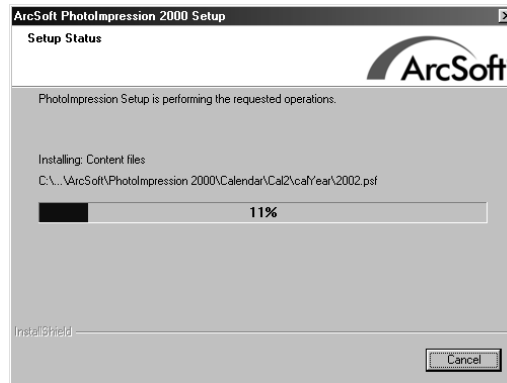 ArcSoft PhotoImpression 2000 Setup
Setup Status
ArcSoft
PhotoImpression Setup is performing the requested operations.
Installing: Content files
C:\...\ArcSoft\PhotoImpression 2000\Calendar\Cal2\calYear\2002.psf
11%
InstallShield
Cancel